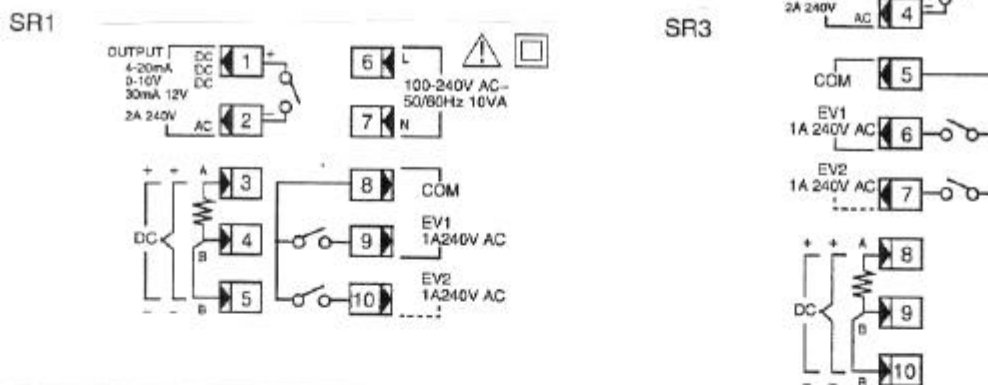 SR1
OUTPUT
4-20mA DC
0-10V DC
30mA 12V DC
2A 240V AC
1 +
2 −
6 L
7 N
100-240V AC~
50/60Hz 10VA
+ + A 3
DC 4
B
5
− − B
8 COM
9 EV1
1A240V AC
10 EV2
1A240V AC
SR3
2A 240V AC 4 −
COM 5
EV1
1A 240V AC 6
EV2
1A 240V AC 7
+ + A 8
DC 9
B
10
− − B